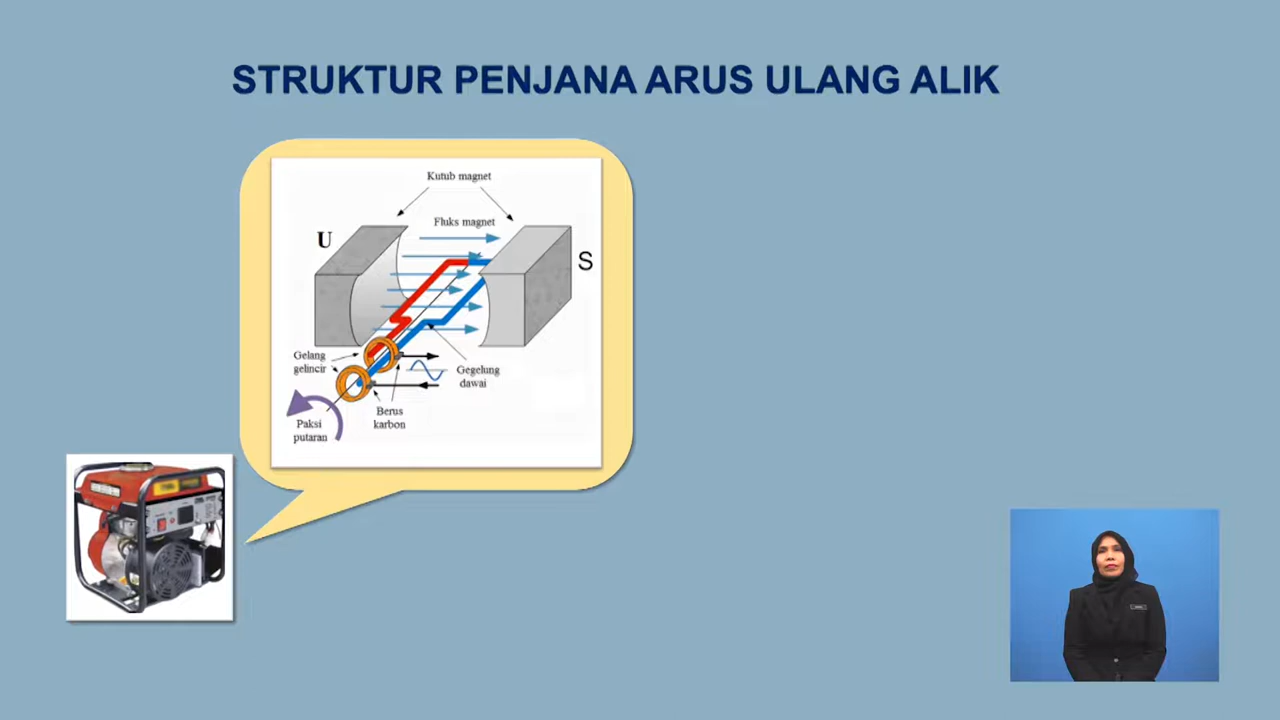 STRUKTUR PENJANA ARUS ULANG ALIK
Kutub magnet
Fluks magnet
U
S
Gelang
gelincir
Gegelung
dawai
Berus
karbon
Paksi
putaran